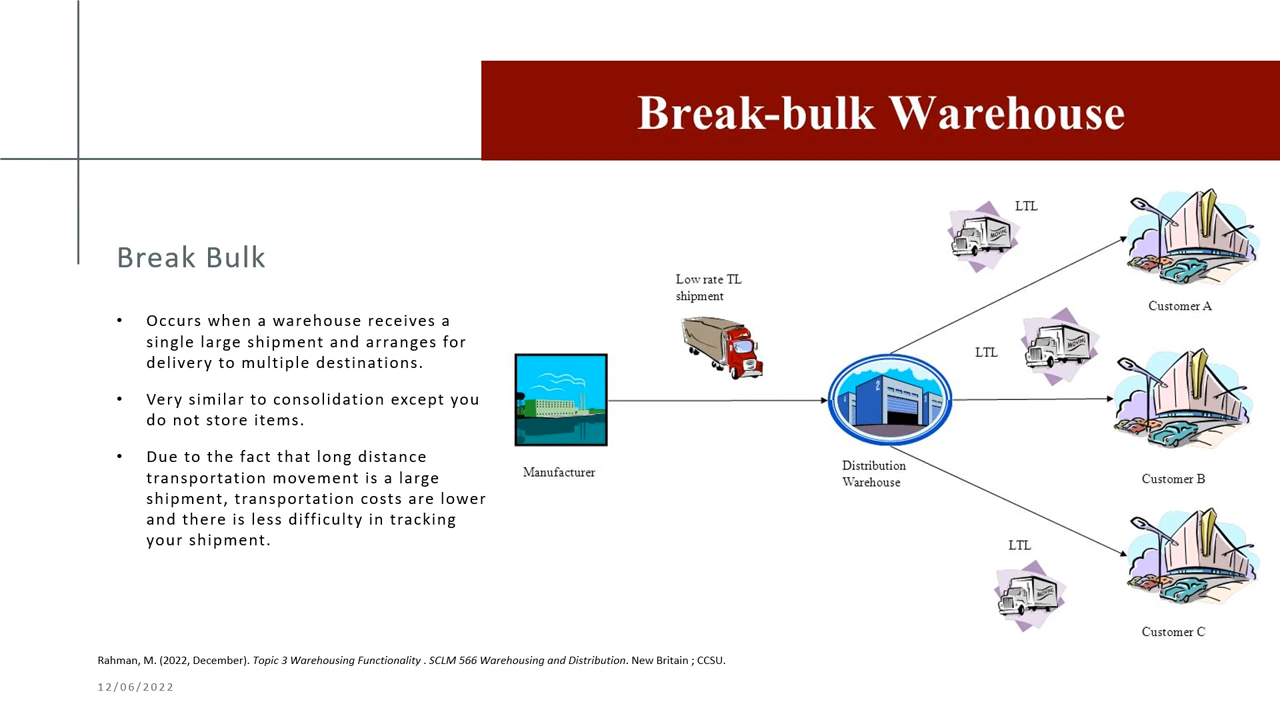 Break-bulk Warehouse
Break Bulk
• Occurs when a warehouse receives a
single large shipment and arranges for
delivery to multiple destinations.
• Very similar to consolidation except you
do not store items.
• Due to the fact that long distance
transportation movement is a large
shipment, transportation costs are lower
and there is less difficulty in tracking
your shipment.
Manufacturer
Low rate TL
shipment
2
Distribution
Warehouse
LTL
MOVING
Customer A
LTL
MOVING
Customer B
LTL
MOVING
Customer C
Rahman, M. (2022, December). Topic 3 Warehousing Functionality . SCLM 566 Warehousing and Distribution. New Britain ; CCSU.
12/06/2022